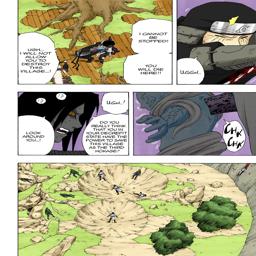 I CANNOT
BE
STOPPED!
UGH..
I WILL NOT
ALLOW
YOU TO
DESTROY
THIS
VILLAGE...!
YOU
WILL DIE
HERE!!
UGGH..
UGH..!
DO YOU
REALLY THINK
THAT YOU IN
YOUR DECREPIT
STATE HAVE THE
POWER TO SAVE
THIS VILLAGE
AS THE
THIRD
HOKAGE?
LOOK
AROUND
YOU...!
CHK
CHK